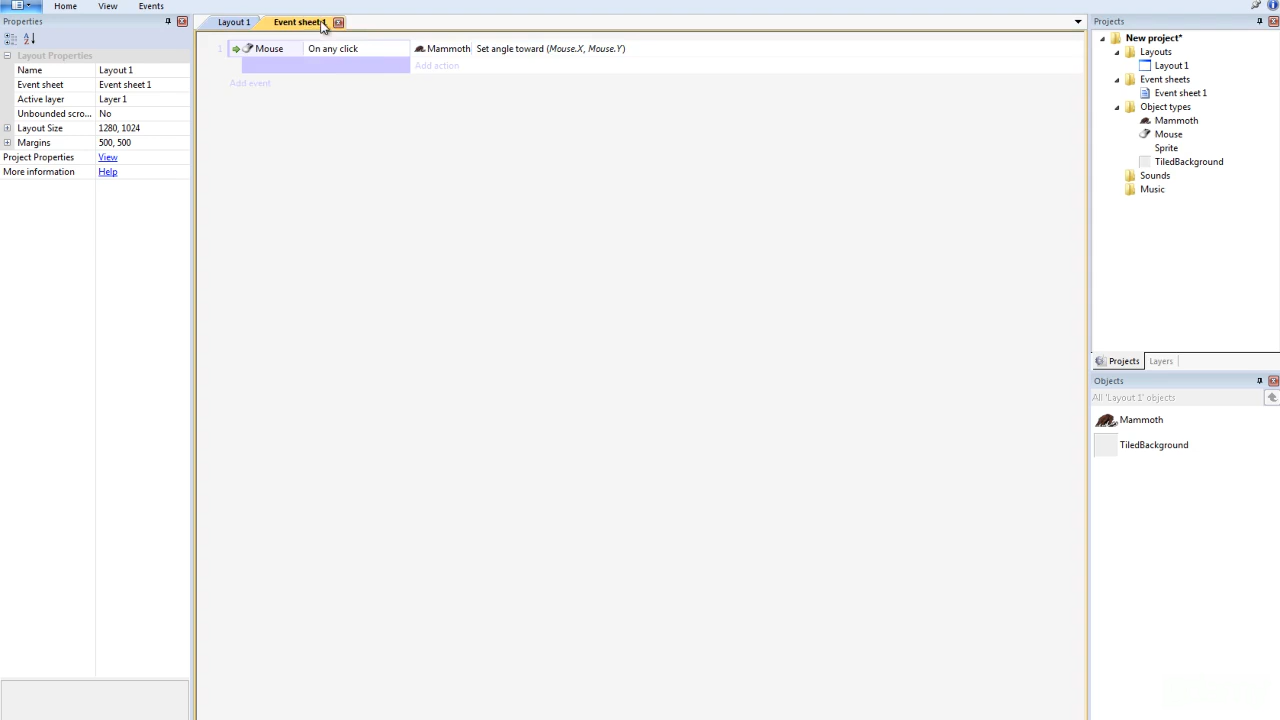 Home View Events
Properties
Layout 1 Event sheet 1
Projects
A Z
Layout Properties
Name Layout 1
Event sheet Event sheet 1
Active layer Layer 1
Unbounded scro... No
Layout Size 1280, 1024
Margins 500, 500
Project Properties View
More information Help
1 Mouse On any click Mammoth Set angle toward (Mouse.X, Mouse.Y)
Add action
Add event
New project*
Layouts
Layout 1
Event sheets
Event sheet 1
Object types
Mammoth
Mouse
Sprite
TiledBackground
Sounds
Music
Projects Layers
Objects
All 'Layout 1' objects
Mammoth
TiledBackground